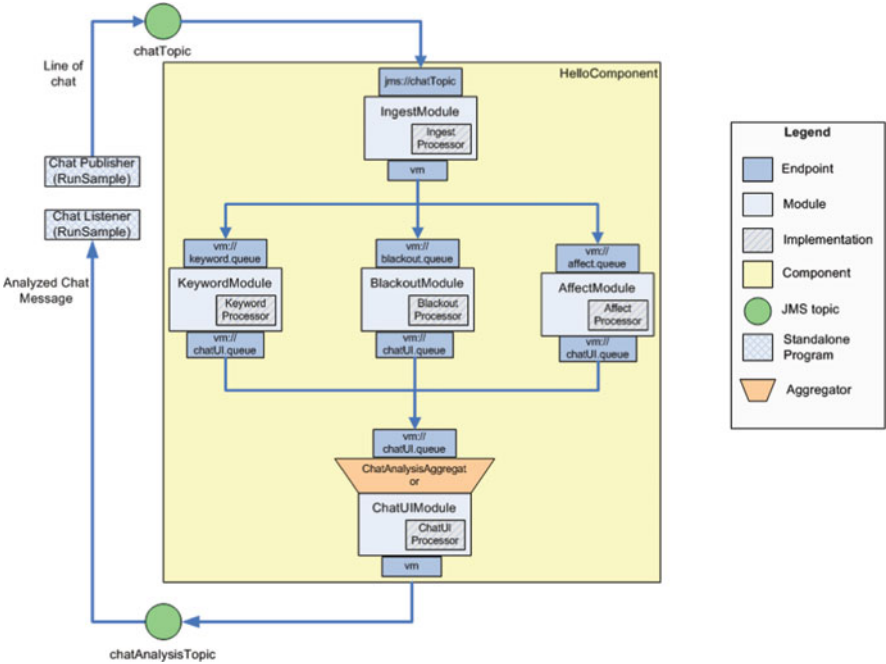 chatTopic
Line of
chat
HelloComponent
jms://chatTopic
IngestModule
Ingest
Processor
vm
Chat Publisher
(RunSample)
Chat Listener
(RunSample)
Analyzed Chat
Message
vm://
keyword.queue
KeywordModule
Keyword
Processor
vm://
chatUI.queue
vm://
blackout.queue
BlackoutModule
Blackout
Processor
vm://
chatUI.queue
vm://
affect.queue
AffectModule
Affect
Processor
vm://
chatUI.queue
vm://
chatUI.queue
ChatAnalysisAggregat
or
ChatUIModule
ChatUI
Processor
vm
chatAnalysisTopic
Legend
Endpoint
Module
Implementation
Component
JMS topic
Standalone
Program
Aggregator